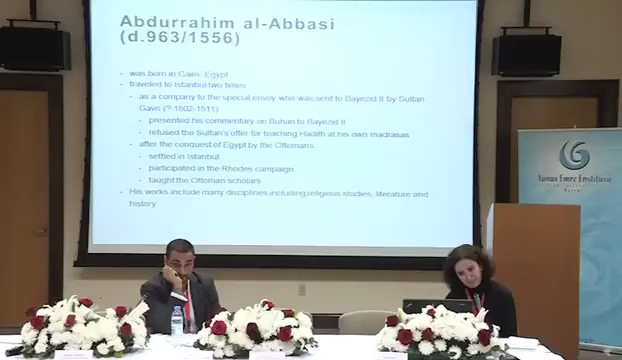 Abdurrahim al-Abbasi
(d.963/1556)
- was born in Cairo, Egypt
- traveled to Istanbul two times
- as a company to the special envoy who was sent to Bayezid II by Sultan
Gavri (?-1502-1511)
- presented his commentary on Buhari to Bayezid II
- refused the Sultan's offer for teaching Hadith at his own madrasas
- after the conquest of Egypt by the Ottomans
- settled in Istanbul
- participated in the Rhodes campaign
- taught the Ottoman scholars
- His works include many disciplines including religious studies, literature and
history
Yunus Emre Enstitüsü